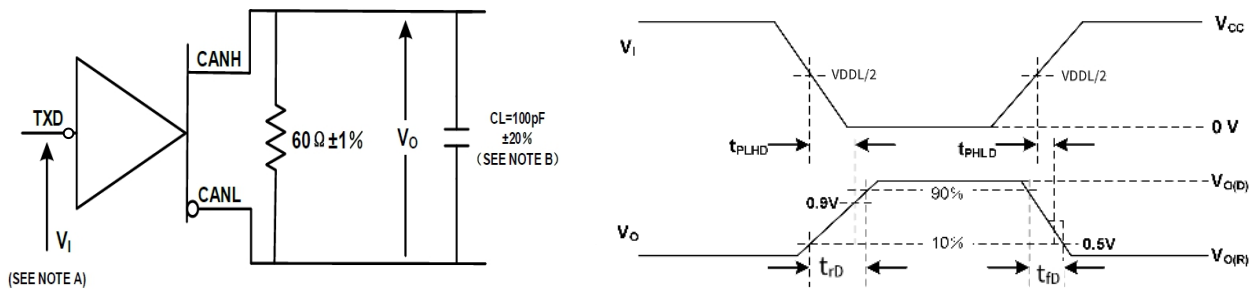 CANH
TXD
60Ω±1%
VO
CL=100pF
±20%
(SEE NOTE B)
CANL
VI
(SEE NOTE A)
VI
VCC
VDDL/2
VDDL/2
0 V
tPLHD
tPHLD
VO(D)
90%
0.9V
VO
10%
0.5V
VO(R)
trD
tfD